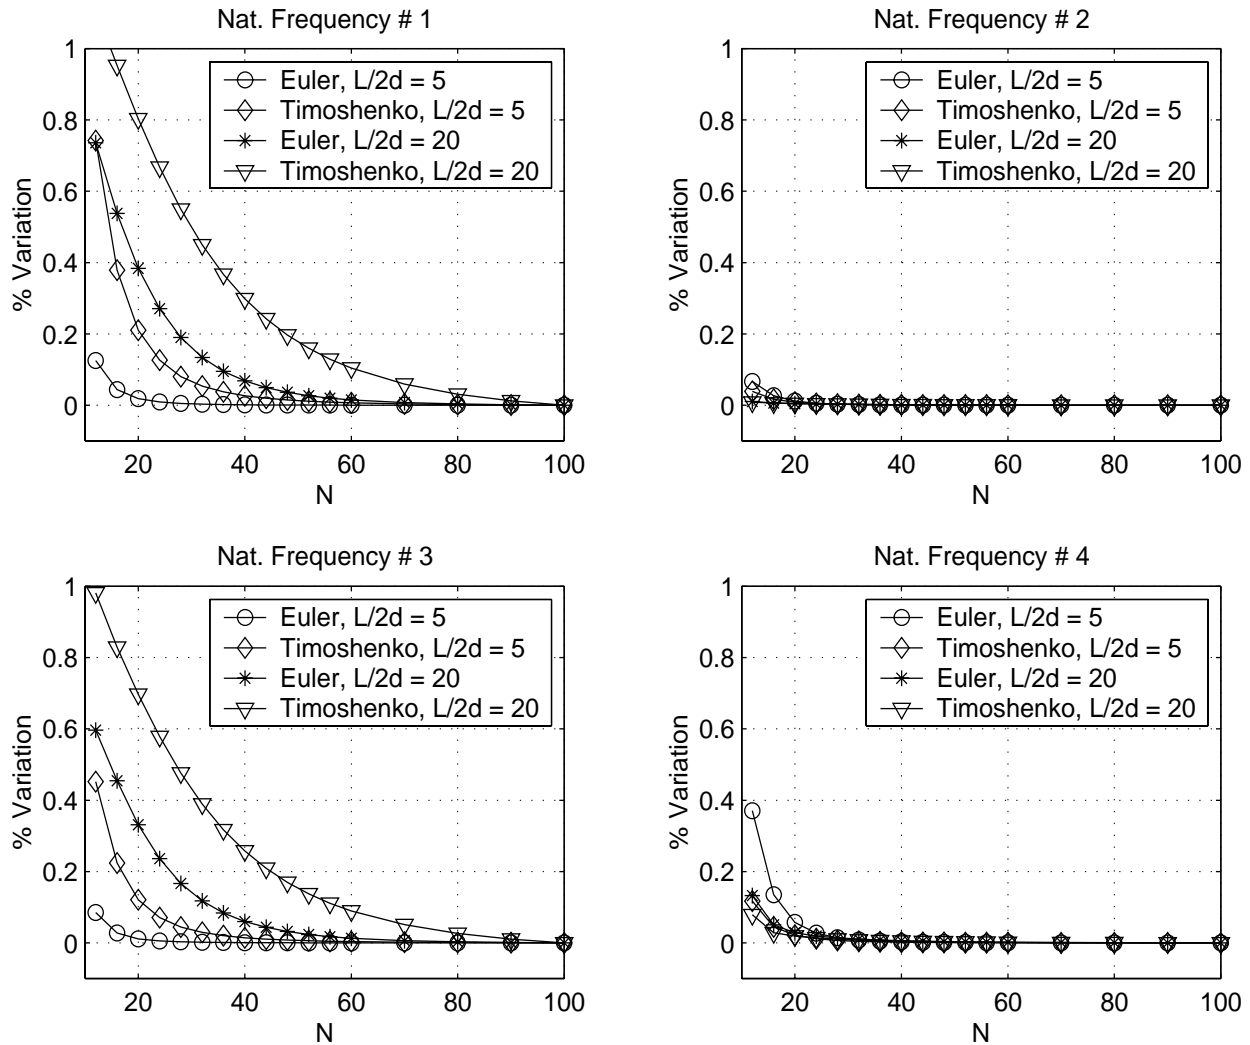 Nat. Frequency # 1
1
0.8
0.6
0.4
0.2
0
% Variation
Euler, L/2d = 5
Timoshenko, L/2d = 5
Euler, L/2d = 20
Timoshenko, L/2d = 20
20 40 60 80 100
N
Nat. Frequency # 2
1
0.8
0.6
0.4
0.2
0
% Variation
Euler, L/2d = 5
Timoshenko, L/2d = 5
Euler, L/2d = 20
Timoshenko, L/2d = 20
20 40 60 80 100
N
Nat. Frequency # 3
1
0.8
0.6
0.4
0.2
0
% Variation
Euler, L/2d = 5
Timoshenko, L/2d = 5
Euler, L/2d = 20
Timoshenko, L/2d = 20
20 40 60 80 100
N
Nat. Frequency # 4
1
0.8
0.6
0.4
0.2
0
% Variation
Euler, L/2d = 5
Timoshenko, L/2d = 5
Euler, L/2d = 20
Timoshenko, L/2d = 20
20 40 60 80 100
N